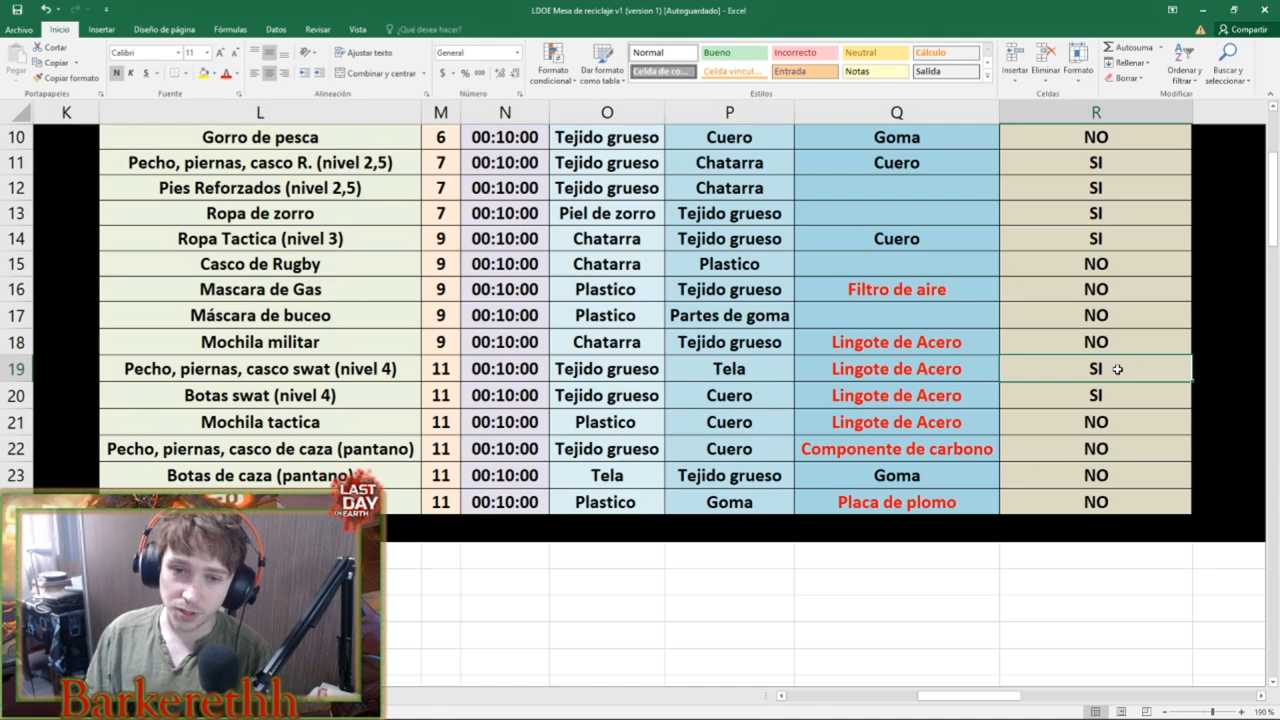 LDOE Mesa de reciclaje v1 (version 1) [Autoguardado] - Excel
Archivo Inicio Insertar Diseño de página Fórmulas Datos Revisar Vista ¿Qué desea hacer? Compartir
Pegar
Cortar
Copiar
Copiar formato
Portapapeles
Calibri 11
N K S
Fuente
Ajustar texto
Combinar y centrar
Alineación
General
$ % 000
Número
Formato condicional
Dar formato como tabla
Normal Bueno Incorrecto Neutral Cálculo
Celda de co... Celda vincul... Entrada Notas Salida
Estilos
Insertar Eliminar Formato
Celdas
Autosuma
Rellenar
Borrar
Ordenar y filtrar
Buscar y seleccionar
Modificar
K L M N O P Q R
10 Gorro de pesca 6 00:10:00 Tejido grueso Cuero Goma NO
11 Pecho, piernas, casco R. (nivel 2,5) 7 00:10:00 Tejido grueso Chatarra Cuero SI
12 Pies Reforzados (nivel 2,5) 7 00:10:00 Tejido grueso Chatarra SI
13 Ropa de zorro 7 00:10:00 Piel de zorro Tejido grueso SI
14 Ropa Tactica (nivel 3) 9 00:10:00 Chatarra Tejido grueso Cuero SI
15 Casco de Rugby 9 00:10:00 Chatarra Plastico NO
16 Mascara de Gas 9 00:10:00 Plastico Tejido grueso Filtro de aire NO
17 Máscara de buceo 9 00:10:00 Plastico Partes de goma NO
18 Mochila militar 9 00:10:00 Chatarra Tejido grueso Lingote de Acero NO
19 Pecho, piernas, casco swat (nivel 4) 11 00:10:00 Tejido grueso Tela Lingote de Acero SI
20 Botas swat (nivel 4) 11 00:10:00 Tejido grueso Cuero Lingote de Acero SI
21 Mochila tactica 11 00:10:00 Plastico Cuero Lingote de Acero NO
22 Pecho, piernas, casco de caza (pantano) 11 00:10:00 Tejido grueso Cuero Componente de carbono NO
23 Botas de caza (pantano) 11 00:10:00 Tela Tejido grueso Goma NO
11 00:10:00 Plastico Goma Placa de plomo NO
LAST
DAY
ON EARTH
Barkerethh
190 %